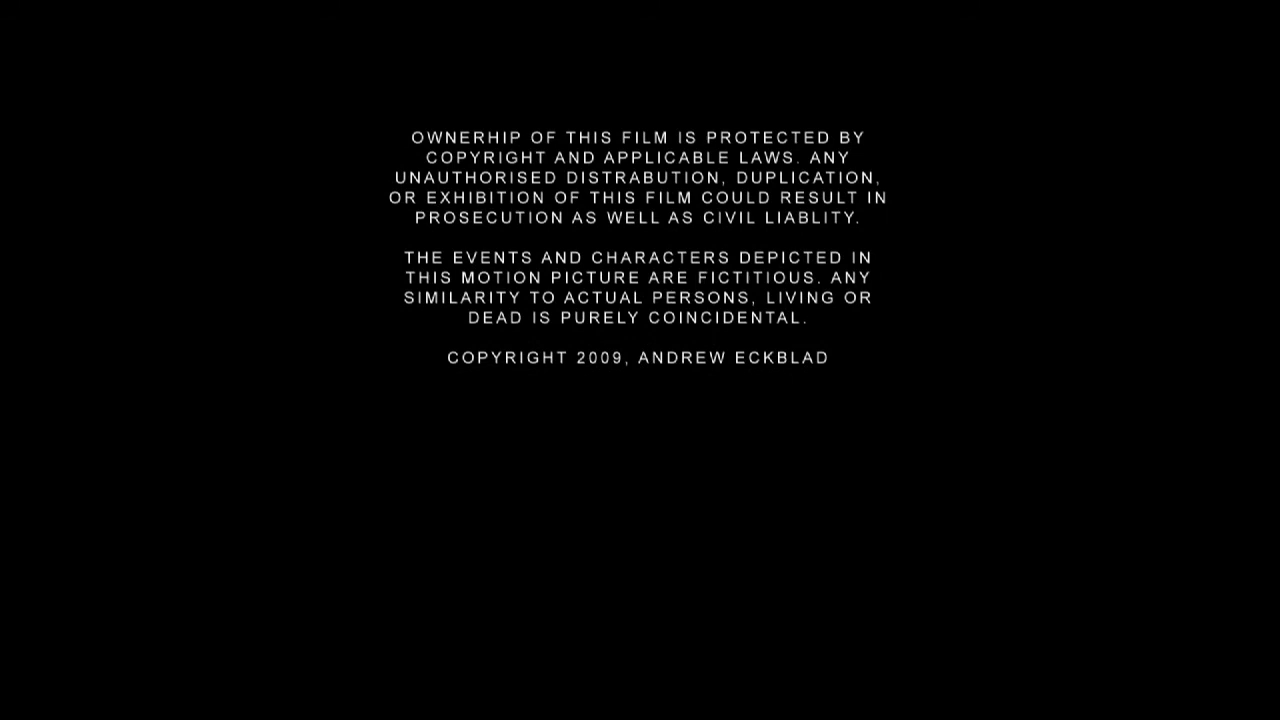 OWNERHIP OF THIS FILM IS PROTECTED BY
COPYRIGHT AND APPLICABLE LAWS. ANY
UNAUTHORISED DISTRABUTION, DUPLICATION,
OR EXHIBITION OF THIS FILM COULD RESULT IN
PROSECUTION AS WELL AS CIVIL LIABLITY.
THE EVENTS AND CHARACTERS DEPICTED IN
THIS MOTION PICTURE ARE FICTITIOUS. ANY
SIMILARITY TO ACTUAL PERSONS, LIVING OR
DEAD IS PURELY COINCIDENTAL.
COPYRIGHT 2009, ANDREW ECKBLAD